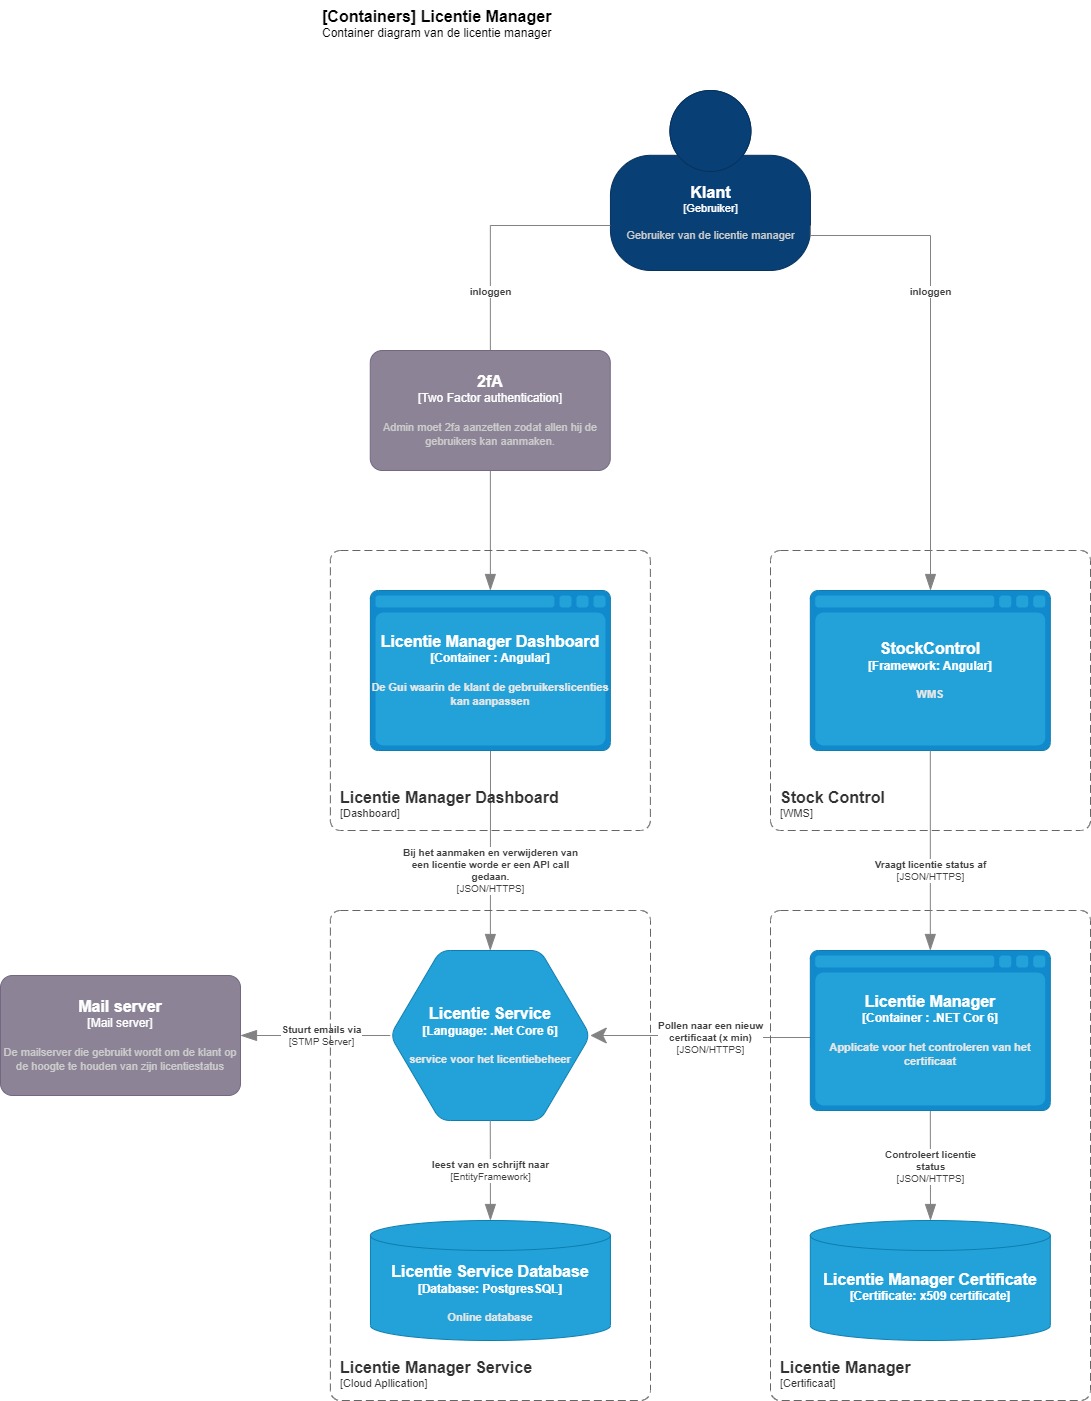 [Containers] Licentie Manager
Container diagram van de licentie manager
Klant
[Gebruiker]
Gebruiker van de licentie manager
inloggen
inloggen
2fA
[Two Factor authentication]
Admin moet 2fa aanzetten zodat allen hij de
gebruikers kan aanmaken.
Licentie Manager Dashboard
[Container : Angular]
De Gui waarin de klant de gebruikerslicenties
kan aanpassen
Licentie Manager Dashboard
[Dashboard]
StockControl
[Framework: Angular]
WMS
Stock Control
[WMS]
Bij het aanmaken en verwijderen van
een licentie worde er een API call
gedaan.
[JSON/HTTPS]
Vraagt licentie status af
[JSON/HTTPS]
Mail server
[Mail server]
De mailserver die gebruikt wordt om de klant op
de hoogte te houden van zijn licentiestatus
Stuurt emails via
[STMP Server]
Licentie Service
[Language: .Net Core 6]
service voor het licentiebeheer
Pollen naar een nieuw
certificaat (x min)
[JSON/HTTPS]
Licentie Manager
[Container : .NET Cor 6]
Applicate voor het controleren van het
certificaat
leest van en schrijft naar
[EntityFramework]
Controleert licentie
status
[JSON/HTTPS]
Licentie Service Database
[Database: PostgresSQL]
Online database
Licentie Manager Certificate
[Certificate: x509 certificate]
Licentie Manager Service
[Cloud Apllication]
Licentie Manager
[Certificaat]